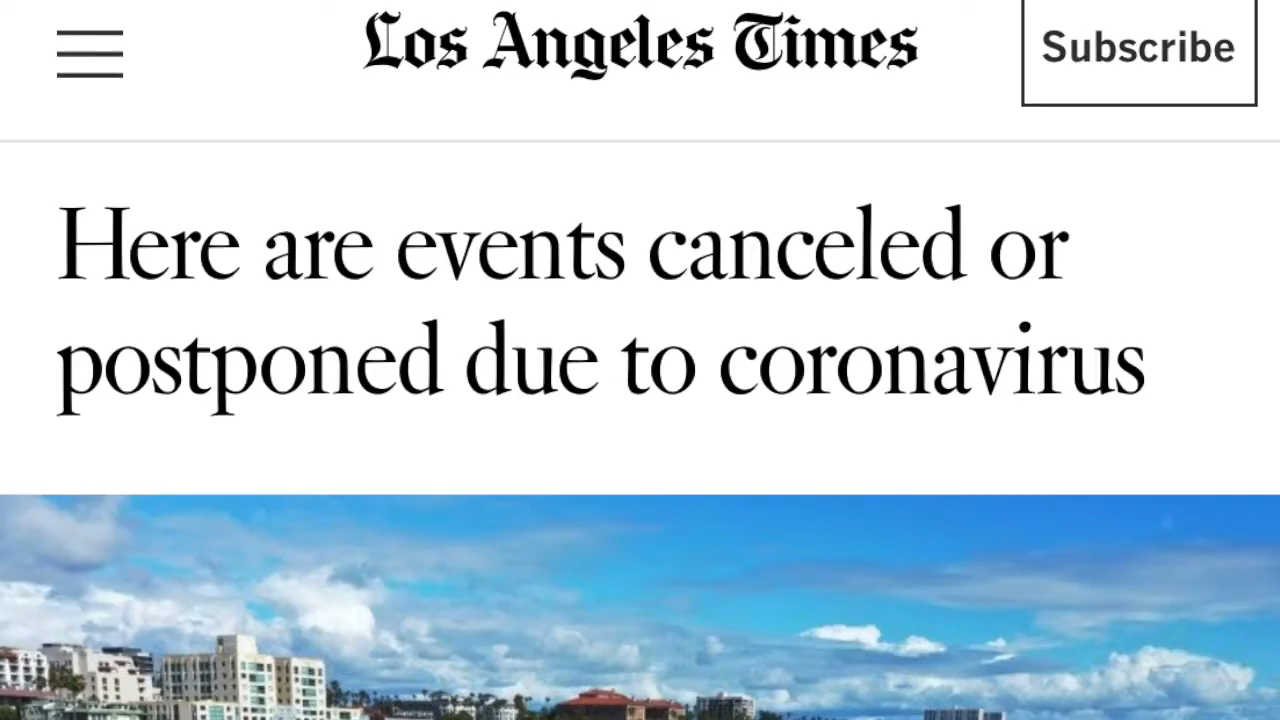 Los Angeles Times
Subscribe
Here are events canceled or
postponed due to coronavirus